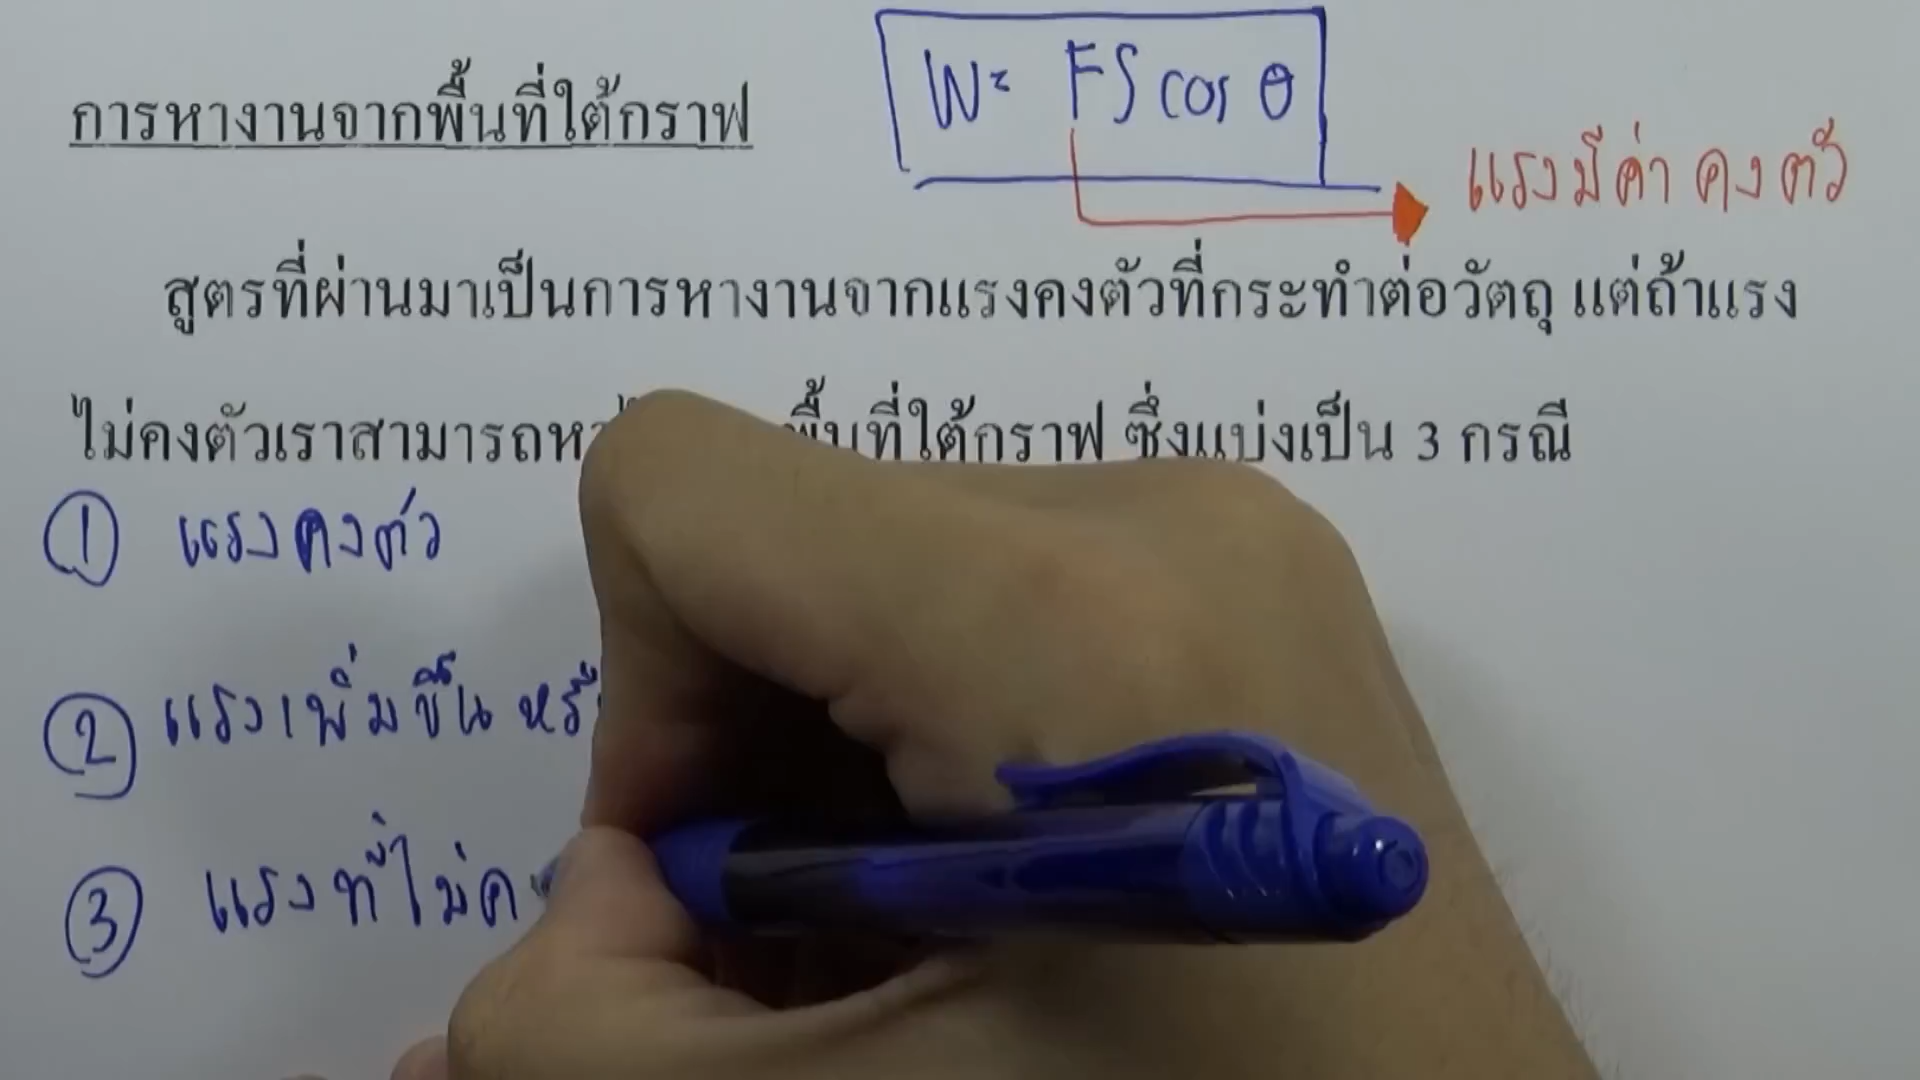 การหางานจากพื้นที่ใต้กราฟ
W = FS cos θ
แรงมีค่า คงตัว
สูตรที่ผ่านมาเป็นการหางานจากแรงคงตัวที่กระทำต่อวัตถุ แต่ถ้าแรง
ไม่คงตัวเราสามารถหา พื้นที่ใต้กราฟ ซึ่งแบ่งเป็น 3 กรณี
1 แรงคงตัว
2 แรงเพิ่มขึ้น
3 แรงที่ไม่ค